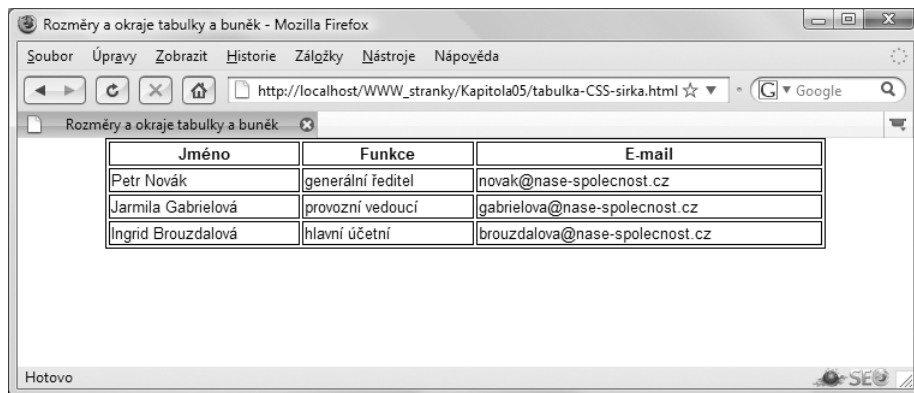 Rozměry a okraje tabulky a buněk - Mozilla Firefox
Soubor Úpravy Zobrazit Historie Záložky Nástroje Nápověda
http://localhost/WWW_stranky/Kapitola05/tabulka-CSS-sirka.html G Google
Rozměry a okraje tabulky a buněk
Jméno Funkce E-mail
Petr Novák generální ředitel novak@nase-spolecnost.cz
Jarmila Gabrielová provozní vedoucí gabrielova@nase-spolecnost.cz
Ingrid Brouzdalová hlavní účetní brouzdalova@nase-spolecnost.cz
Hotovo SEO